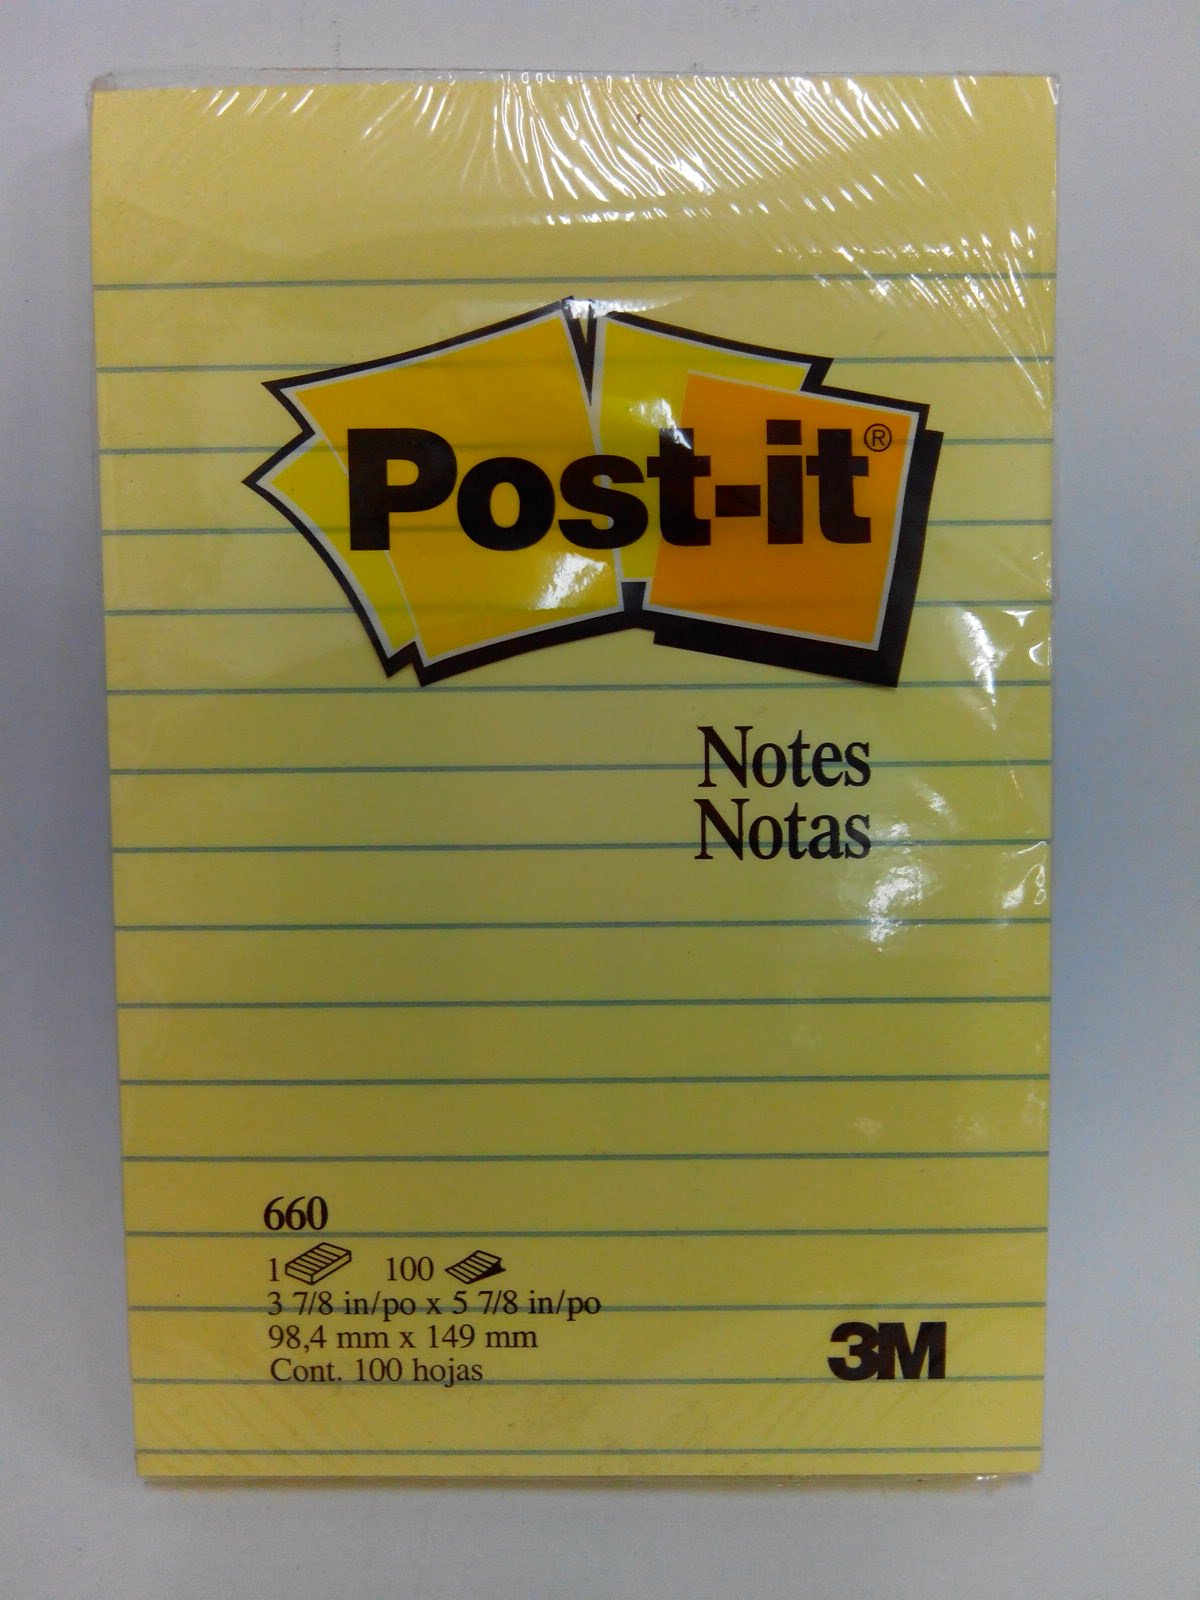 Post-it®
Notes
Notas
660
1 100
3 7/8 in/po x 5 7/8 in/po
98,4 mm x 149 mm
Cont. 100 hojas
3M